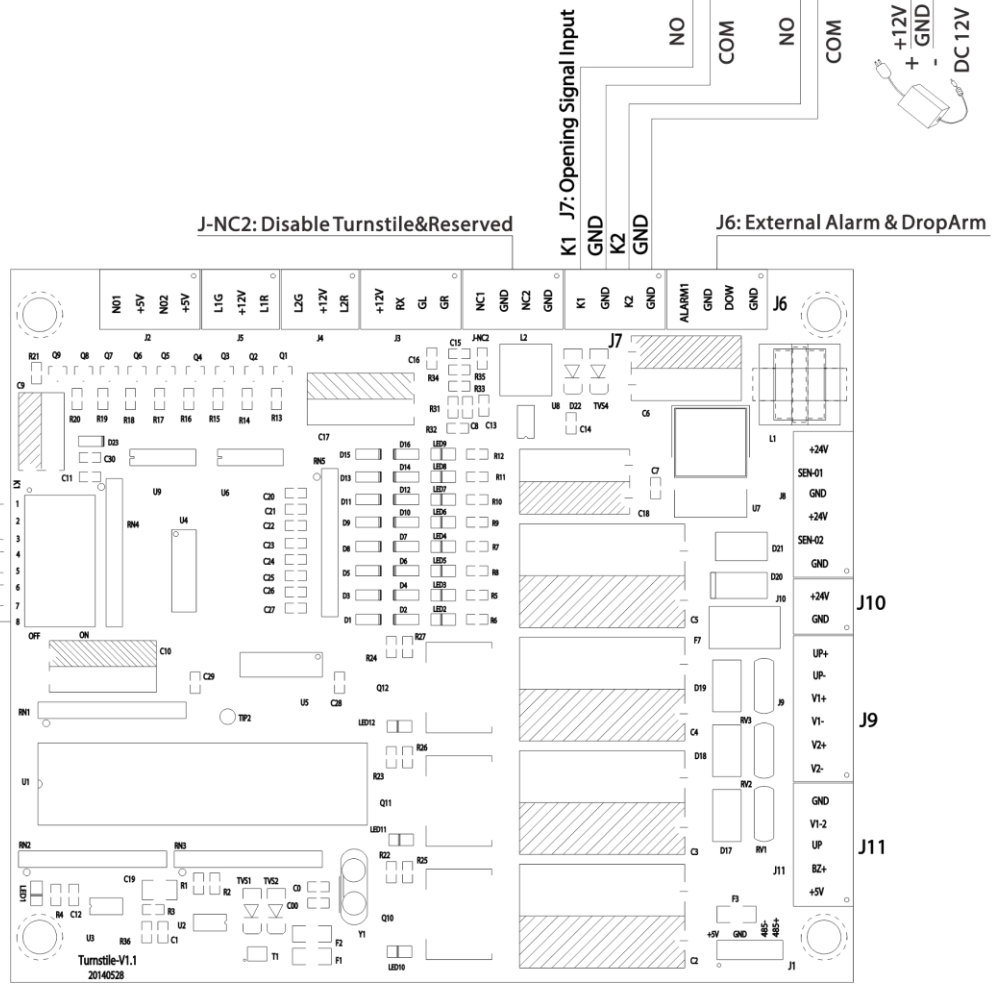 NO
COM
NO
COM
+12V
GND
+
-
DC 12V
J7: Opening Signal Input
K1
GND
K2
GND
J-NC2: Disable Turnstile&Reserved
J6: External Alarm & DropArm
N01 +5V N02 +5V
L1G +12V L1R
L2G +12V L2R
+12V RX GL GR
NC1 GND NC2 GND
K1 GND K2 GND
ALARM1 GND DOW GND
J6
J2 J5 J4 J3 J-NC2 L2 J7
R21 Q9 Q8 Q7 Q6 Q5 Q4 Q3 Q2 Q1
C16 C15 R34 R35 R33
C9 R20 R19 R18 R17 R16 R15 R14 R13
R31 R32 C8 C13 U8 D22 TVS4 C14 C6 L1
D23 C30 C11 U9 U6 C17 RN5
D15 D16 LED9 R12
D13 D14 LED8 R11
D11 D12 LED7 R10
D9 D10 LED6 R9
D8 D7 LED4 R7
D5 D6 LED5 R8
D3 D4 LED3 R5
D1 D2 LED2 R6
C20
C21
C22
C23
C24
C25
C26
C27
K1
1
2
3
4
5
6
7
8
OFF ON
RN4 U4
C7 C18 U7
D21
D20
J10
C5
F7
+24V
SEN-01
GND
+24V
SEN-02
GND
J8
+24V
GND
J10
UP+
UP-
V1+
V1-
V2+
V2-
J9
J9
GND
V1-2
UP
BZ+
+5V
J11
J11
C10 C29 U5 C28
R24 R27 Q12
LED12
RN1 TIP2
D19 RV3 C4
D18 RV2
R23 R26 Q11
U1
LED11
C3 D17 RV1
RN2 RN3
R22 R25
LED1 R4 C12 C19 R1 R2 TVS1 TVS2 C0 C00
R3 U3 R36 C1 U2 T1 F2 F1 Y1 Q10
LED10
C2
F3
+5V GND 485- 485+
J1
Turnstile-V1.1
20140528